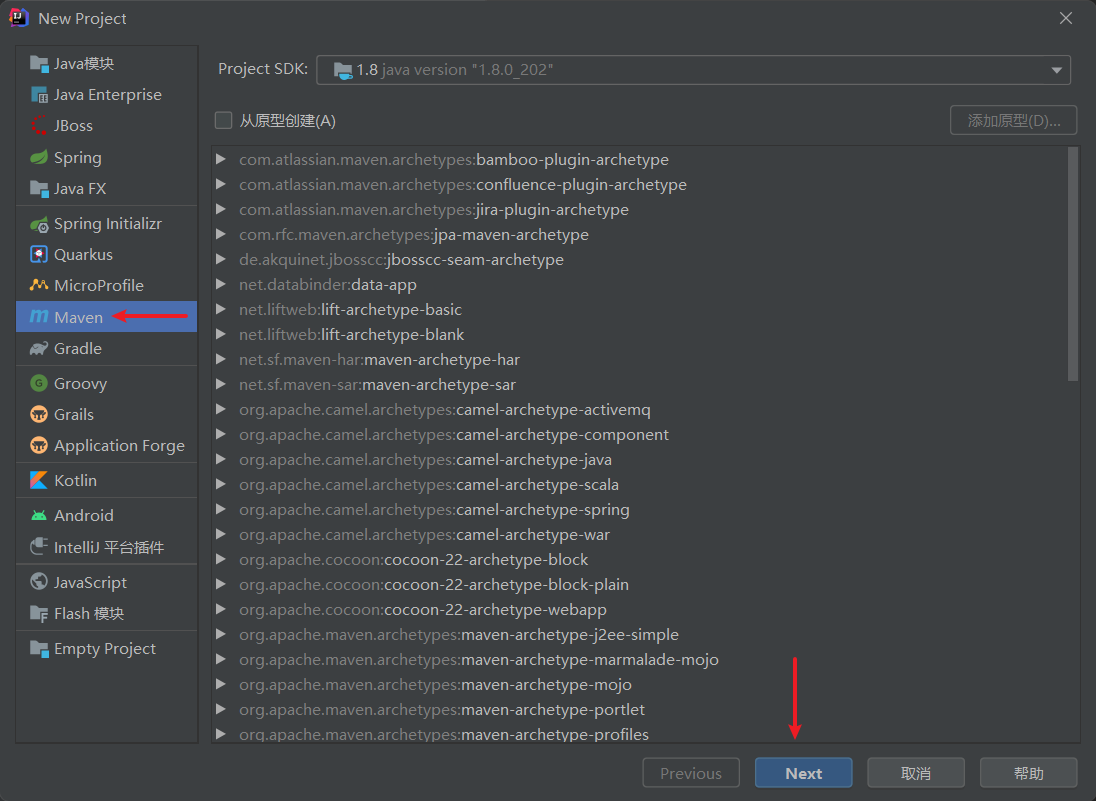 New Project
Java模块
Java Enterprise
JBoss
Spring
Java FX
Spring Initializr
Quarkus
MicroProfile
Maven
Gradle
Groovy
Grails
Application Forge
Kotlin
Android
IntelliJ 平台插件
JavaScript
Flash 模块
Empty Project
Project SDK: 1.8 java version "1.8.0_202"
从原型创建(A) 添加原型(D)...
com.atlassian.maven.archetypes:bamboo-plugin-archetype
com.atlassian.maven.archetypes:confluence-plugin-archetype
com.atlassian.maven.archetypes:jira-plugin-archetype
com.rfc.maven.archetypes:jpa-maven-archetype
de.akquinet.jbosscc:jbosscc-seam-archetype
net.databinder:data-app
net.liftweb:lift-archetype-basic
net.liftweb:lift-archetype-blank
net.sf.maven-har:maven-archetype-har
net.sf.maven-sar:maven-archetype-sar
org.apache.camel.archetypes:camel-archetype-activemq
org.apache.camel.archetypes:camel-archetype-component
org.apache.camel.archetypes:camel-archetype-java
org.apache.camel.archetypes:camel-archetype-scala
org.apache.camel.archetypes:camel-archetype-spring
org.apache.camel.archetypes:camel-archetype-war
org.apache.cocoon:cocoon-22-archetype-block
org.apache.cocoon:cocoon-22-archetype-block-plain
org.apache.cocoon:cocoon-22-archetype-webapp
org.apache.maven.archetypes:maven-archetype-j2ee-simple
org.apache.maven.archetypes:maven-archetype-marmalade-mojo
org.apache.maven.archetypes:maven-archetype-mojo
org.apache.maven.archetypes:maven-archetype-portlet
org.apache.maven.archetypes:maven-archetype-profiles
Previous Next 取消 帮助